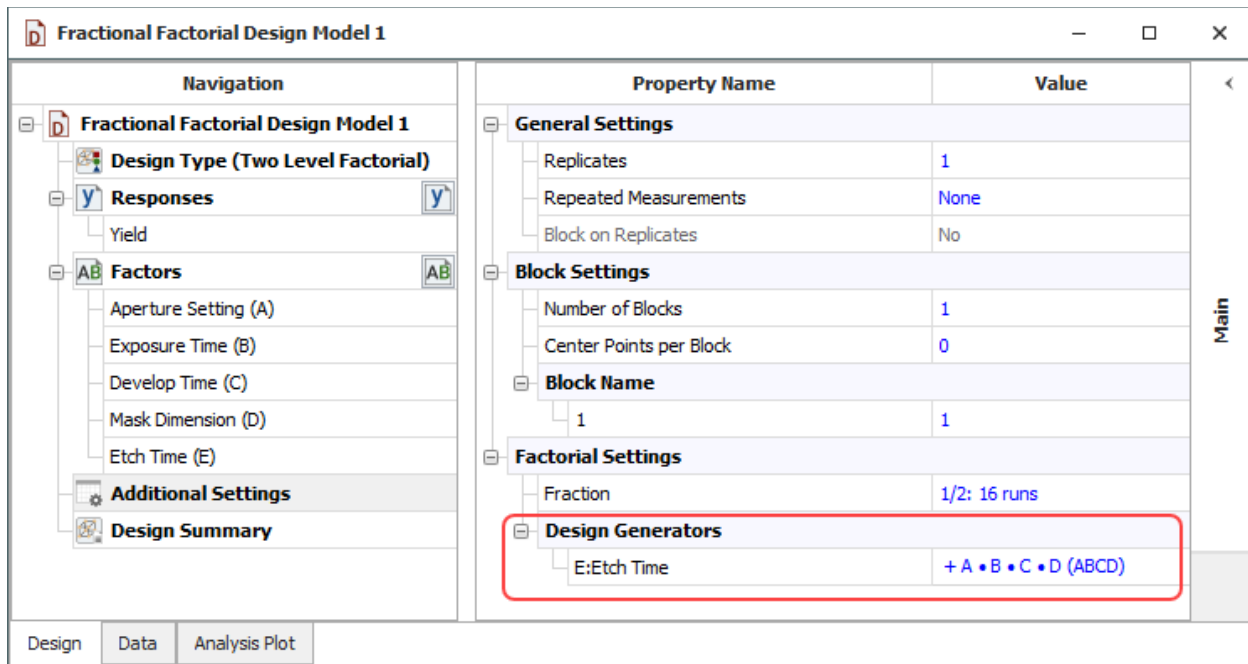 Fractional Factorial Design Model 1
Navigation
Fractional Factorial Design Model 1
Design Type (Two Level Factorial)
Responses
Yield
Factors
Aperture Setting (A)
Exposure Time (B)
Develop Time (C)
Mask Dimension (D)
Etch Time (E)
Additional Settings
Design Summary
Property Name Value
General Settings
Replicates 1
Repeated Measurements None
Block on Replicates No
Block Settings
Number of Blocks 1
Center Points per Block 0
Block Name
1 1
Factorial Settings
Fraction 1/2: 16 runs
Design Generators
E:Etch Time + A • B • C • D (ABCD)
Main
Design Data Analysis Plot